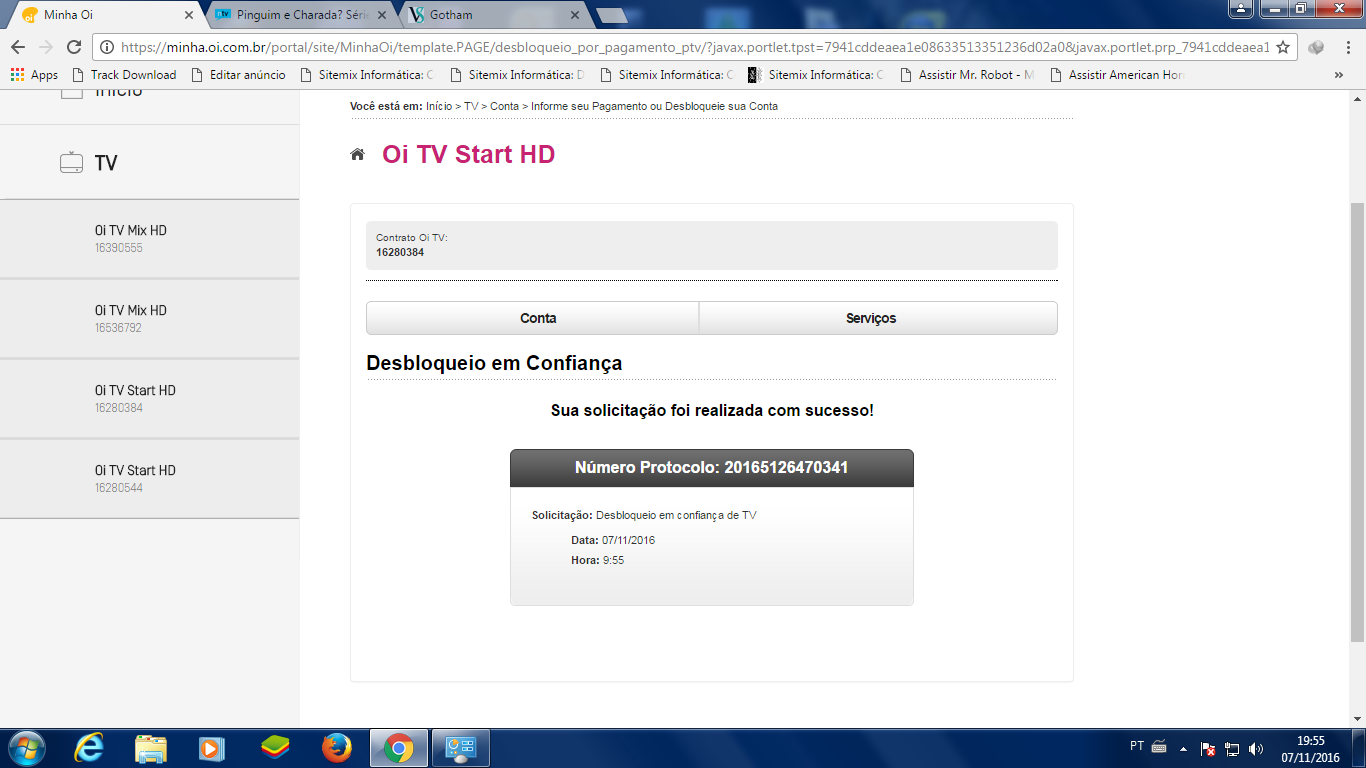 Minha Oi
Pinguim e Charada? Séri
Gotham
https://minha.oi.com.br/portal/site/MinhaOi/template.PAGE/desbloqueio_por_pagamento_ptv/?javax.portlet.tpst=7941cddeaea1e08633513351236d02a0&javax.portlet.prp_7941cddeaea1
Apps
Track Download
Editar anúncio
Sitemix Informática: C
Sitemix Informática: D
Sitemix Informática: C
Sitemix Informática: C
Assistir Mr. Robot - M
Assistir American Hor
»
Início
Você está em: Início > TV > Conta > Informe seu Pagamento ou Desbloqueie sua Conta
TV
Oi TV Mix HD
16390555
Oi TV Mix HD
16536792
Oi TV Start HD
16280384
Oi TV Start HD
16280544
Oi TV Start HD
Contrato Oi TV:
16280384
Conta
Serviços
Desbloqueio em Confiança
Sua solicitação foi realizada com sucesso!
Número Protocolo: 20165126470341
Solicitação: Desbloqueio em confiança de TV
Data: 07/11/2016
Hora: 9:55
PT
19:55
07/11/2016